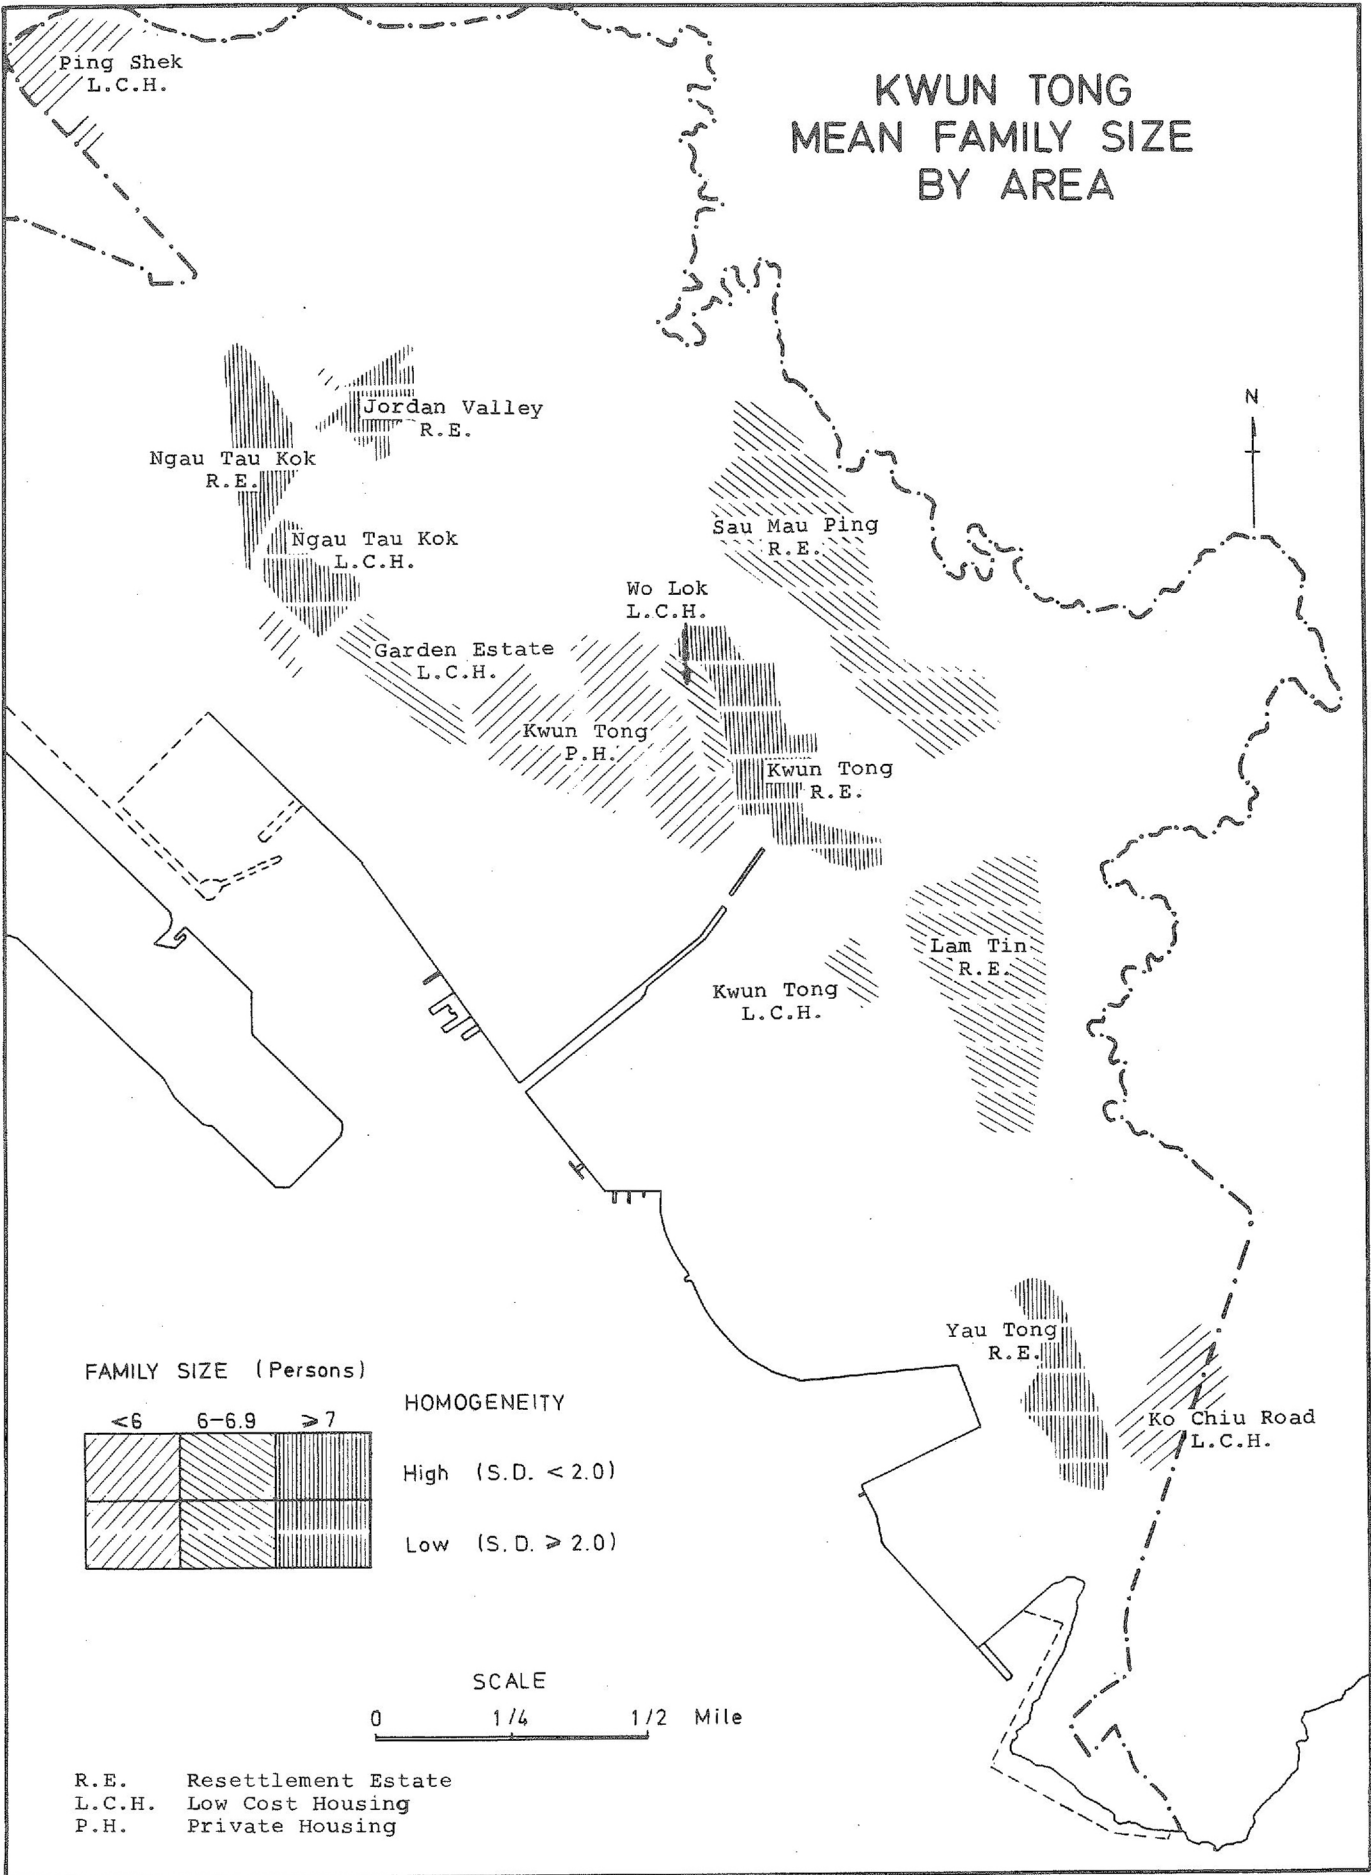 KWUN TONG
MEAN FAMILY SIZE
BY AREA
Ping Shek
L.C.H.
N
Jordan Valley
R.E.
Ngau Tau Kok
R.E.
Ngau Tau Kok
L.C.H.
Sau Mau Ping
R.E.
Wo Lok
L.C.H.
Garden Estate
L.C.H.
Kwun Tong
P.H.
Kwun Tong
R.E.
Lam Tin
R.E.
Kwun Tong
L.C.H.
Yau Tong
R.E.
Ko Chiu Road
L.C.H.
FAMILY SIZE (Persons)
<6 6-6.9 ⩾7
HOMOGENEITY
High (S.D. < 2.0)
Low (S.D. ⩾ 2.0)
SCALE
0 1/4 1/2 Mile
R.E. Resettlement Estate
L.C.H. Low Cost Housing
P.H. Private Housing